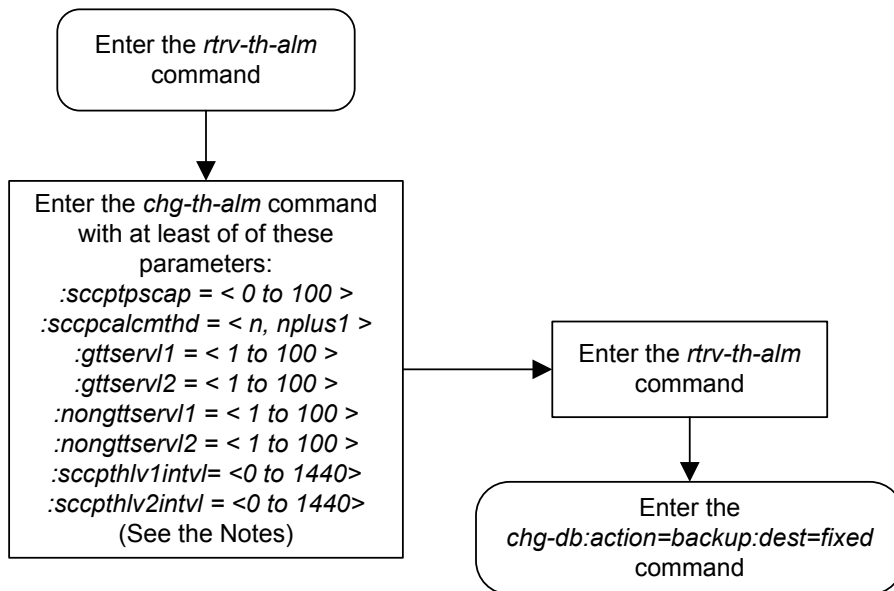 Enter the rtrv-th-alm
command
Enter the chg-th-alm command
with at least of of these
parameters:
:sccptpscap = < 0 to 100 >
:sccpcalcmthd = < n, nplus1 >
:gttservl1 = < 1 to 100 >
:gttservl2 = < 1 to 100 >
:nongttservl1 = < 1 to 100 >
:nongttservl2 = < 1 to 100 >
:sccpthlv1intvl= <0 to 1440>
:sccpthlv2intvl = <0 to 1440>
(See the Notes)
Enter the rtrv-th-alm
command
Enter the
chg-db:action=backup:dest=fixed
command